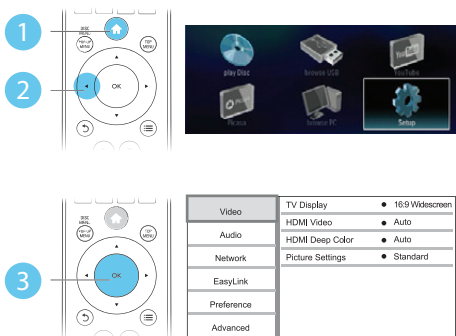 1
DISC MENU
POP-UP MENU
TOP MENU
OK
2
play Disc
browse USB
YouTube
Picasa
browse PC
Setup
DISC MENU
POP-UP MENU
TOP MENU
OK
3
Video
Audio
Network
EasyLink
Preference
Advanced
TV Display ● 16:9 Widescreen
HDMI Video ● Auto
HDMI Deep Color ● Auto
Picture Settings ● Standard